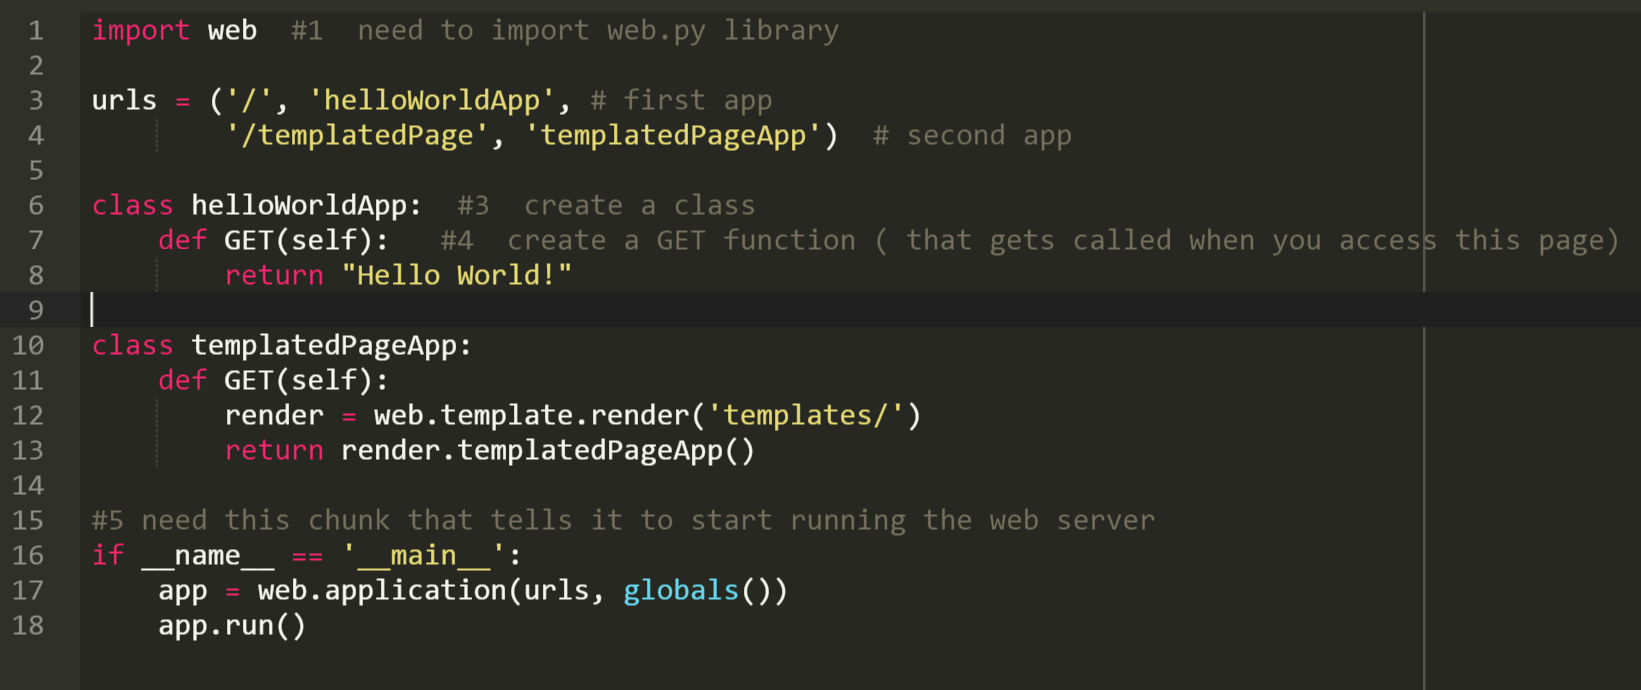 1 import web  #1  need to import web.py library
2
3 urls = ('/', 'helloWorldApp', # first app
4         '/templatedPage', 'templatedPageApp')  # second app
5
6 class helloWorldApp:  #3  create a class
7     def GET(self):   #4  create a GET function ( that gets called when you access this page)
8         return "Hello World!"
9
10 class templatedPageApp:
11     def GET(self):
12         render = web.template.render('templates/')
13         return render.templatedPageApp()
14
15 #5 need this chunk that tells it to start running the web server
16 if __name__ == '__main__':
17     app = web.application(urls, globals())
18     app.run()